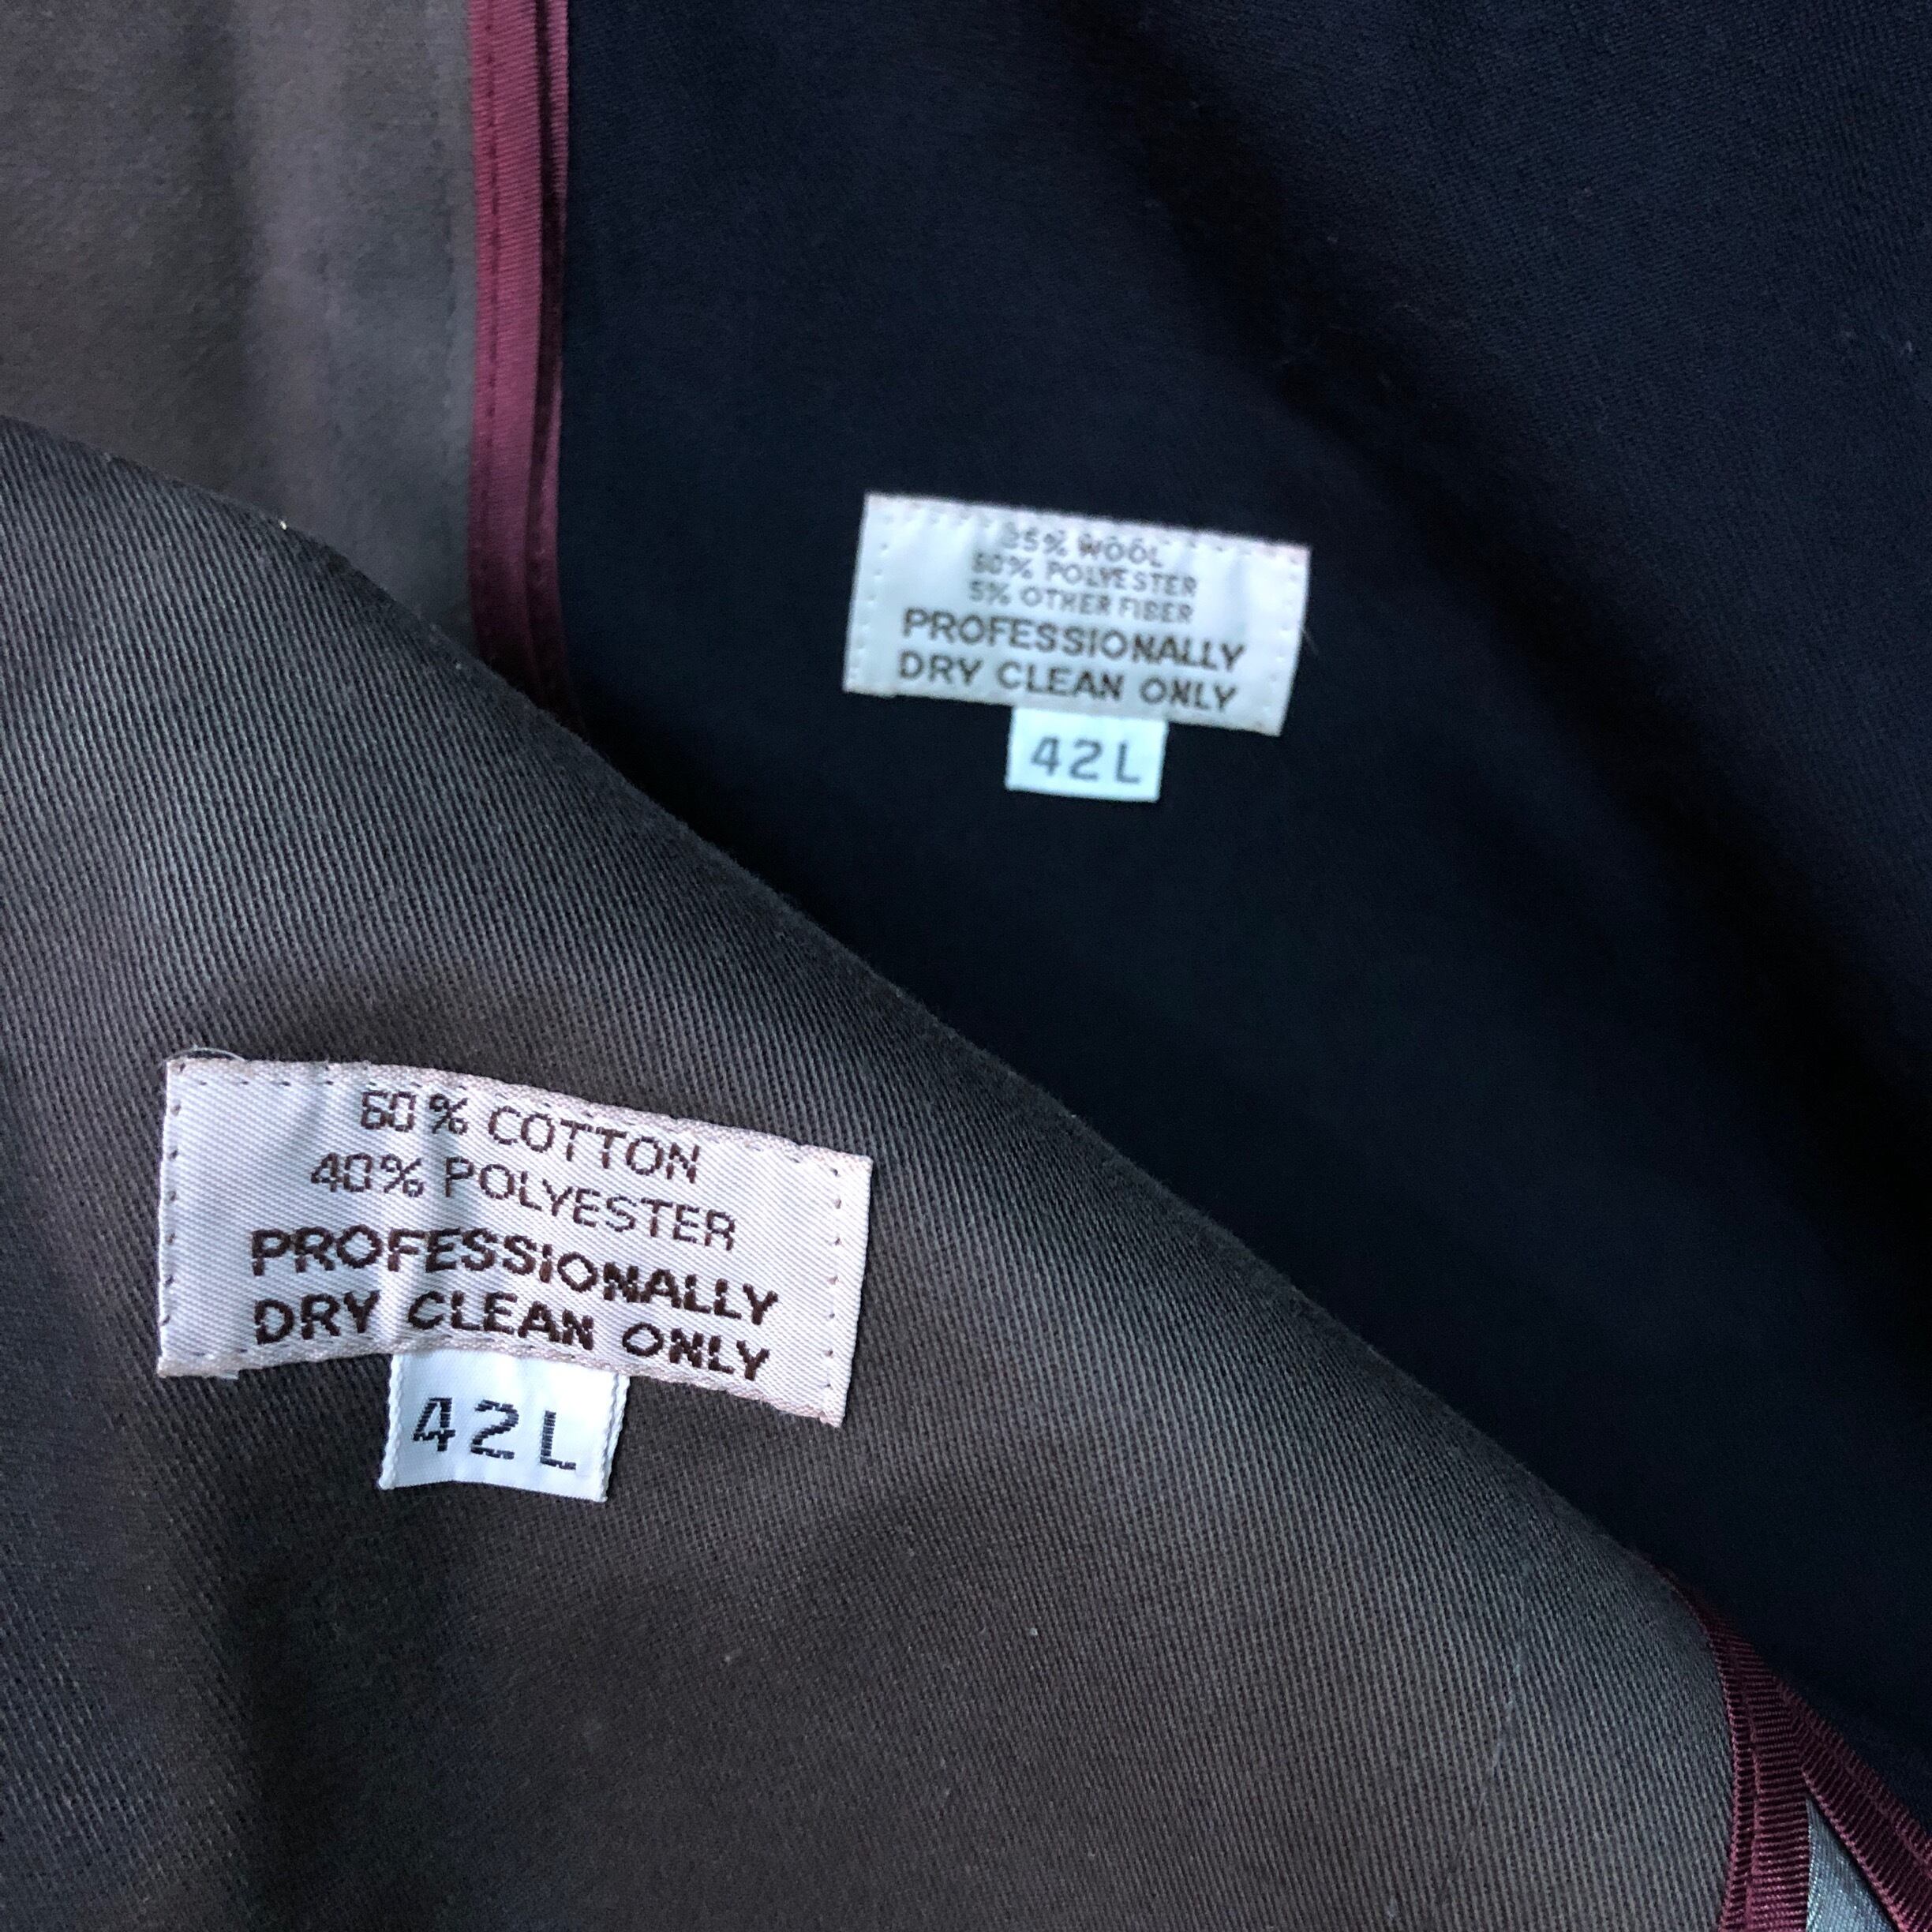 35% WOOL
60% POLYESTER
5% OTHER FIBER
PROFESSIONALLY
DRY CLEAN ONLY
42L
60% COTTON
40% POLYESTER
PROFESSIONALLY
DRY CLEAN ONLY
42L